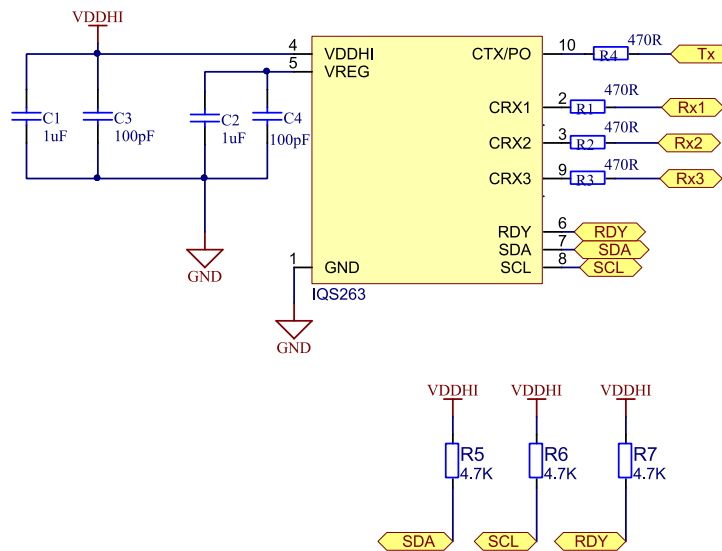 VDDHI
C1
1uF
C3
100pF
C2
1uF
C4
100pF
GND
4
VDDHI
5
VREG
1
GND
IQS263
GND
CTX/PO
10
R4
470R
Tx
CRX1
2
R1
470R
Rx1
CRX2
3
R2
470R
Rx2
CRX3
9
R3
470R
Rx3
RDY
6
RDY
SDA
7
SDA
SCL
8
SCL
VDDHI
VDDHI
VDDHI
R5
4.7K
R6
4.7K
R7
4.7K
SDA
SCL
RDY